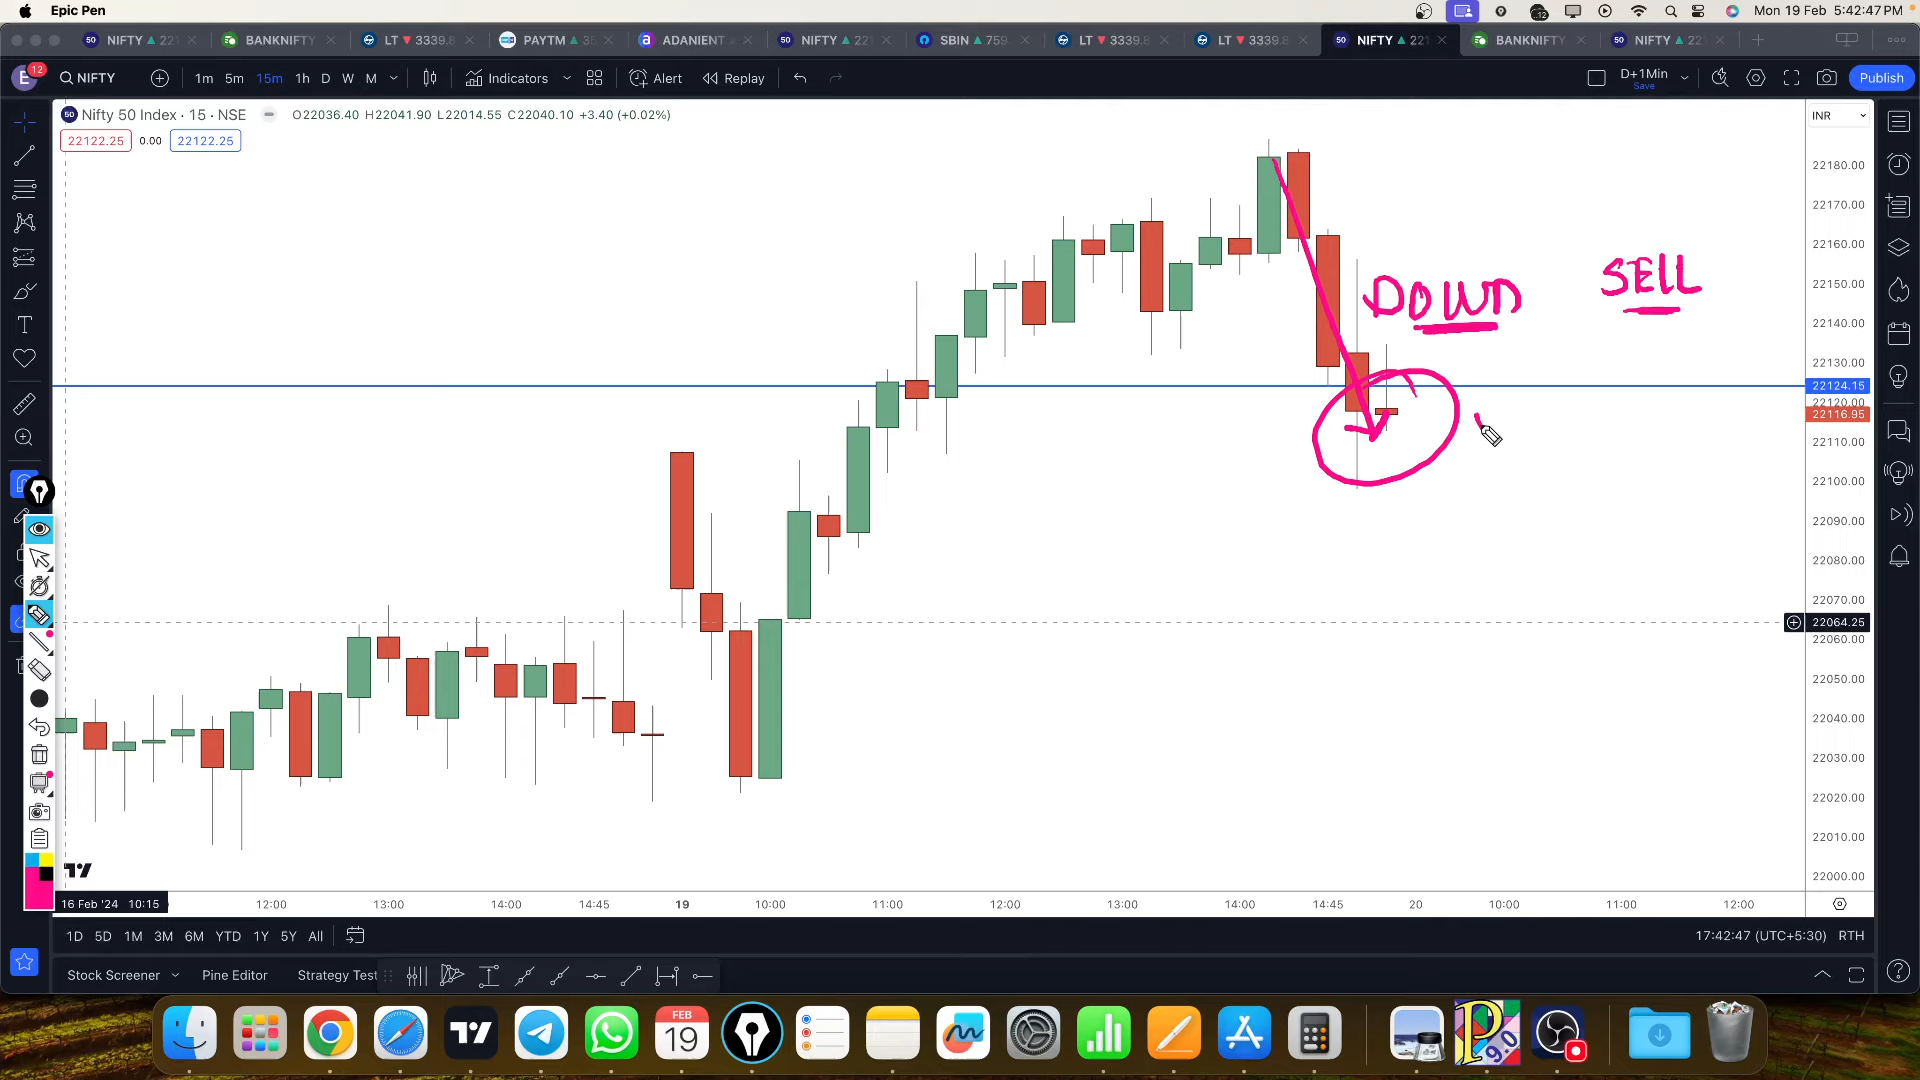 Epic Pen
Mon 19 Feb 5:42:47 PM
NIFTY
BANKNIFTY
LT 3339.8
PAYTM
ADANIENT
NIFTY
SBIN 759
LT 3339.8
LT 3339.8
NIFTY 221
BANKNIFTY
NIFTY
E 12 NIFTY 1m 5m 15m 1h D W M Indicators Alert Replay D+1Min Save Publish
Nifty 50 Index · 15 · NSE O22036.40 H22041.90 L22014.55 C22040.10 +3.40 (+0.02%) INR
22122.25 0.00 22122.25
22180.00
22170.00
22160.00
SELL
22150.00
DOWN
22140.00
22130.00
22124.15
22120.00
22116.95
22110.00
22100.00
22090.00
22080.00
22070.00
22064.25
22060.00
22050.00
22040.00
22030.00
22020.00
22010.00
22000.00
16 Feb '24 10:15 12:00 13:00 14:00 14:45 19 10:00 11:00 12:00 13:00 14:00 14:45 20 10:00 11:00 12:00
1D 5D 1M 3M 6M YTD 1Y 5Y All 17:42:47 (UTC+5:30) RTH
Stock Screener Pine Editor Strategy Test
FEB
19
P 9.0